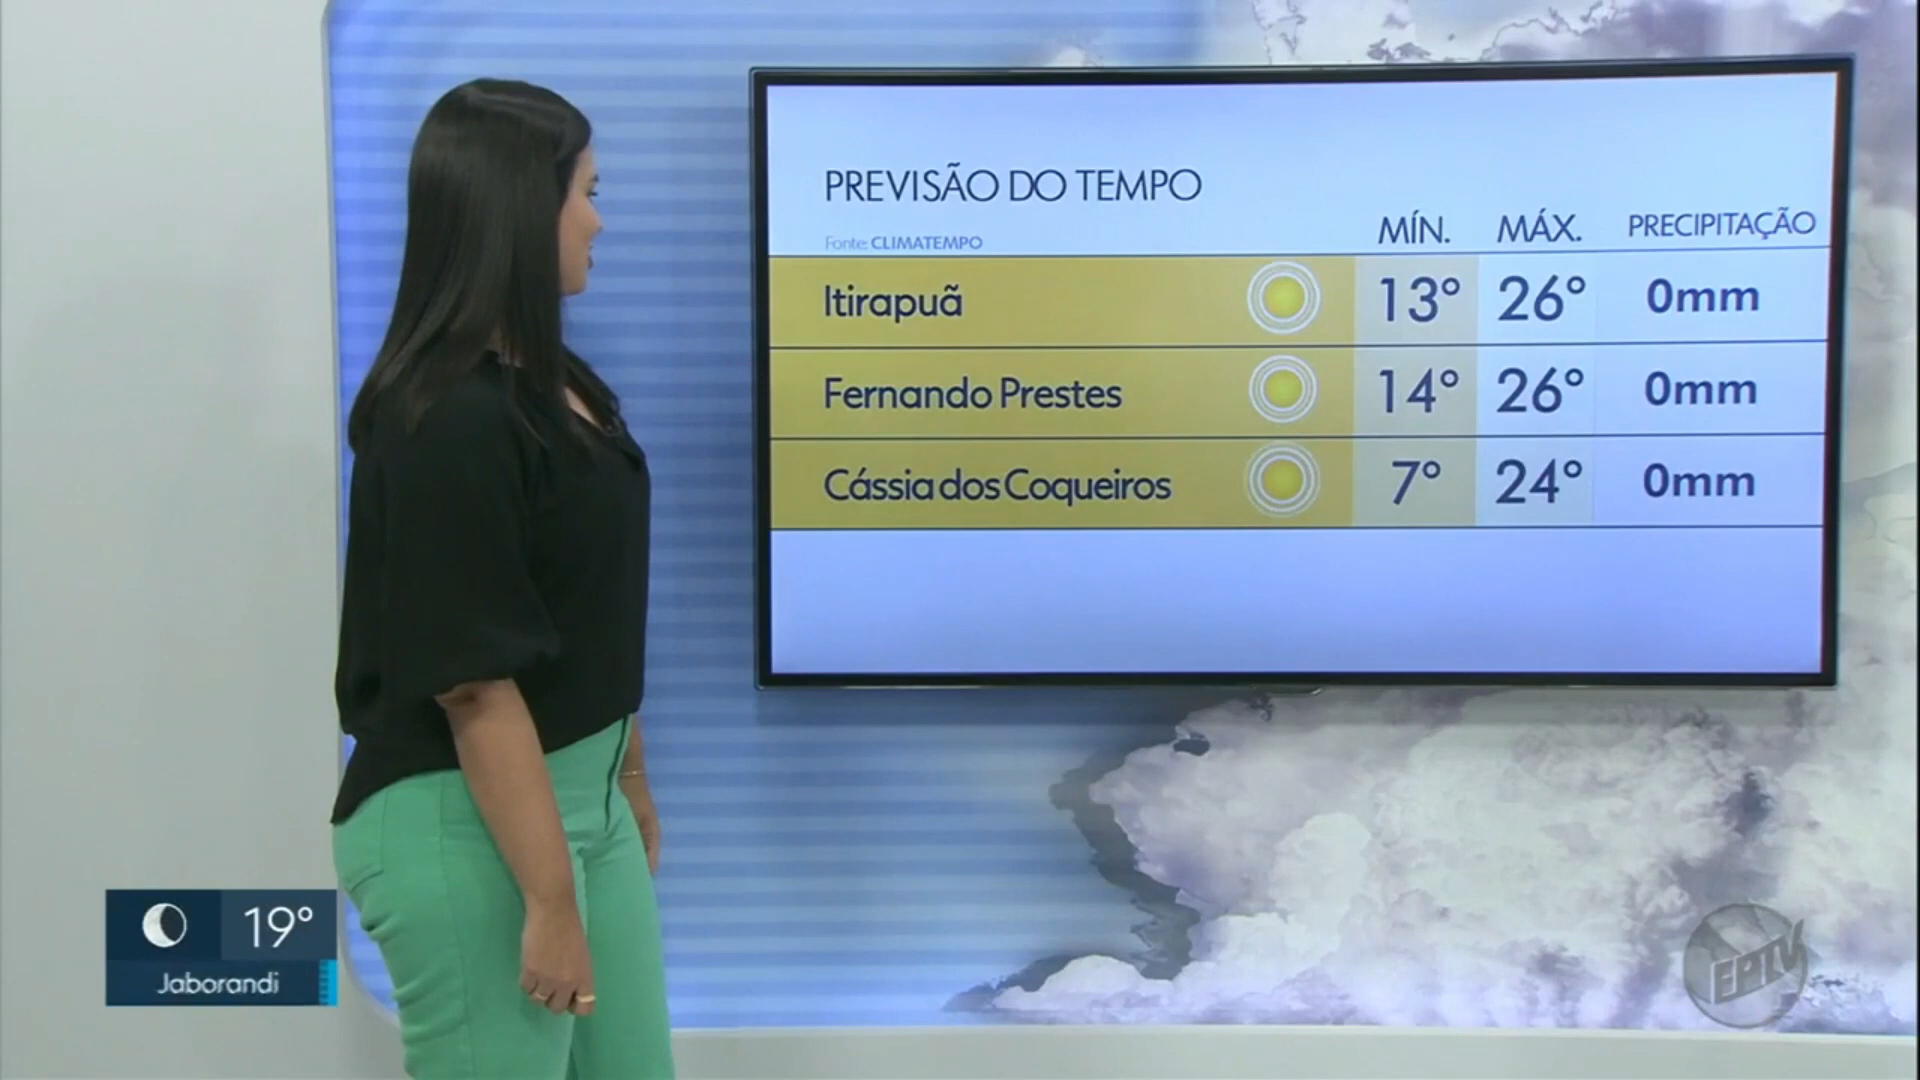 PREVISÃO DO TEMPO
Fonte: CLIMATEMPO
MÍN. MÁX. PRECIPITAÇÃO
Itirapuã 13° 26° 0mm
Fernando Prestes 14° 26° 0mm
Cássia dos Coqueiros 7° 24° 0mm
19°
Jaborandi
EPTV